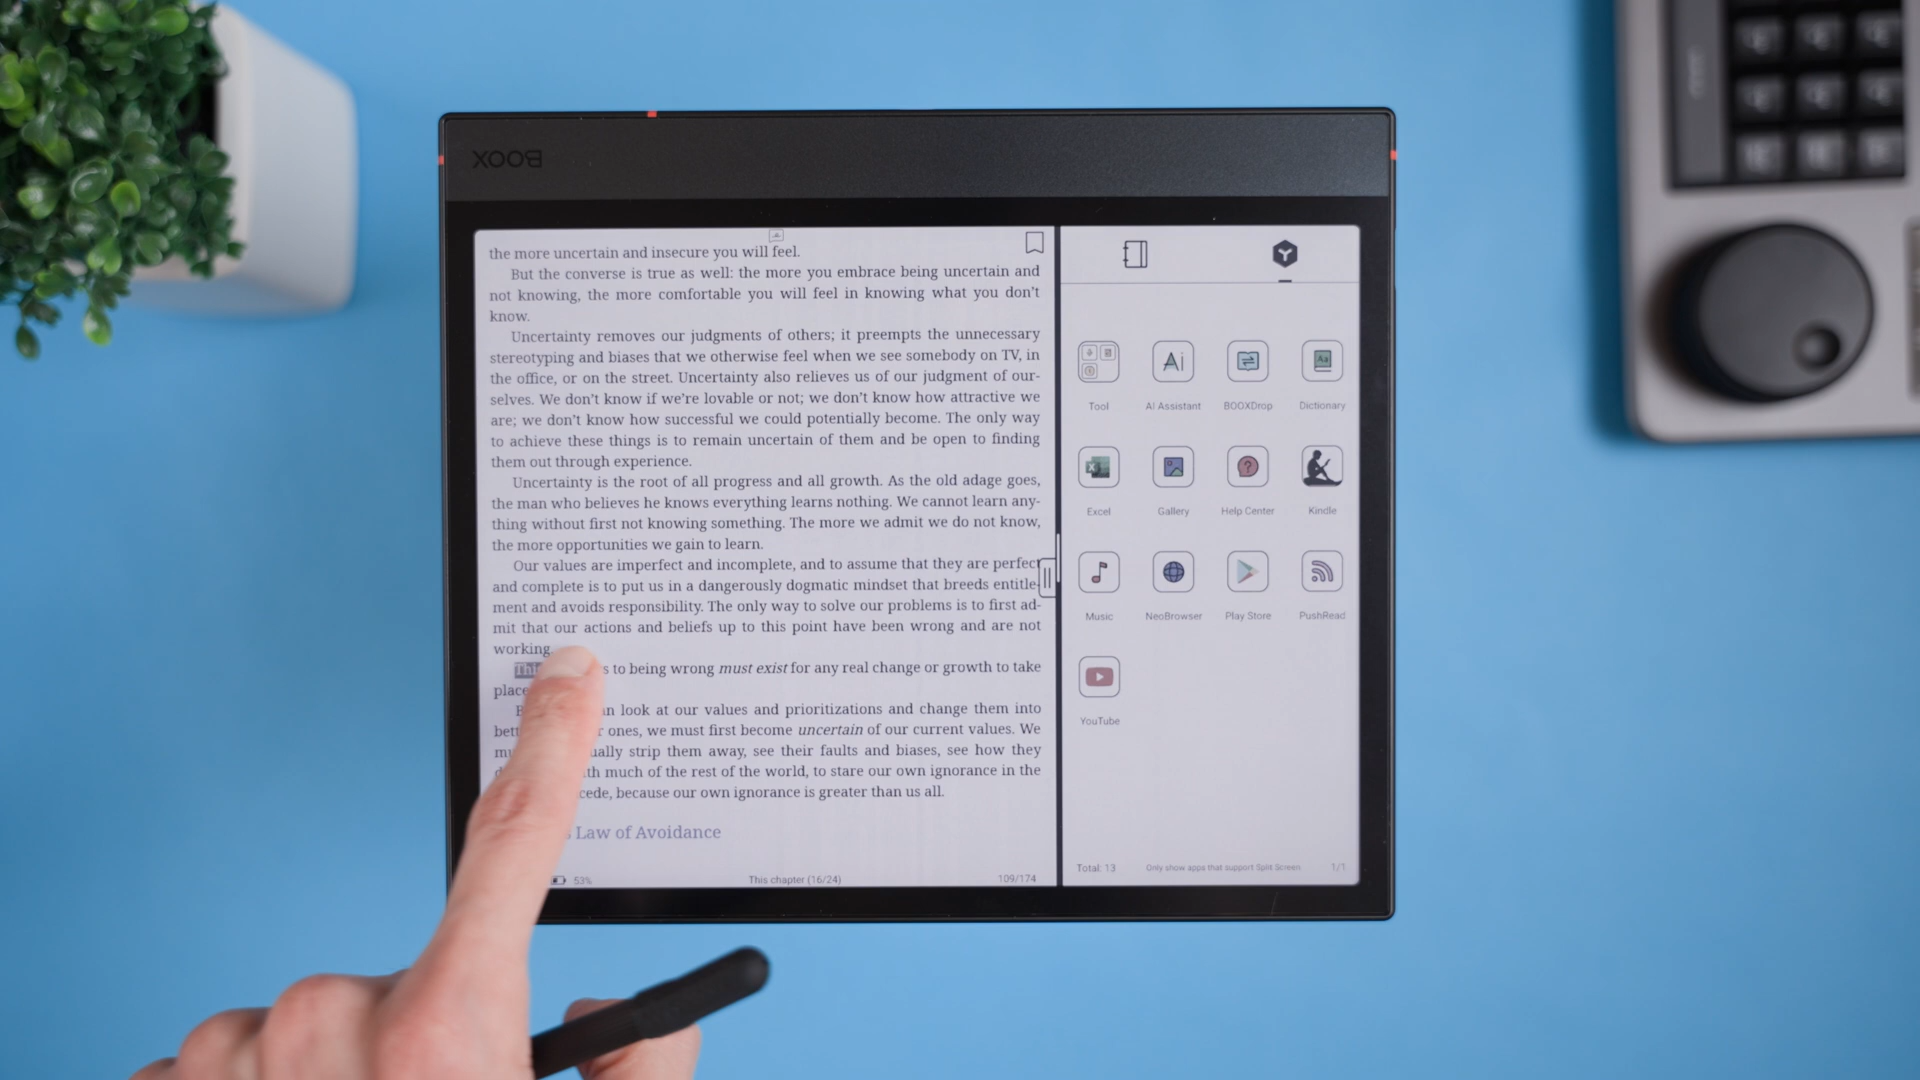 BOOX
the more uncertain and insecure you will feel.
But the converse is true as well: the more you embrace being uncertain and
not knowing, the more comfortable you will feel in knowing what you don’t
know.
Uncertainty removes our judgments of others; it preempts the unnecessary
stereotyping and biases that we otherwise feel when we see somebody on TV, in
the office, or on the street. Uncertainty also relieves us of our judgment of our-
selves. We don’t know if we’re lovable or not; we don’t know how attractive we
are; we don’t know how successful we could potentially become. The only way
to achieve these things is to remain uncertain of them and be open to finding
them out through experience.
Uncertainty is the root of all progress and all growth. As the old adage goes,
the man who believes he knows everything learns nothing. We cannot learn any-
thing without first not knowing something. The more we admit we do not know,
the more opportunities we gain to learn.
Our values are imperfect and incomplete, and to assume that they are perfect
and complete is to put us in a dangerously dogmatic mindset that breeds entitle-
ment and avoids responsibility. The only way to solve our problems is to first ad-
mit that our actions and beliefs up to this point have been wrong and are not
working.
to being wrong must exist for any real change or growth to take
place
look at our values and prioritizations and change them into
ones, we must first become uncertain of our current values. We
strip them away, see their faults and biases, see how they
much of the rest of the world, to stare our own ignorance in the
because our own ignorance is greater than us all.
Law of Avoidance
53%
This chapter (16/24)
109/174
Tool
Ai
AI Assistant
BOOXDrop
Aa
Dictionary
X
Excel
Gallery
?
Help Center
Kindle
Music
NeoBrowser
Play Store
PushRead
YouTube
Total: 13
Only show apps that support Split Screen
1/1